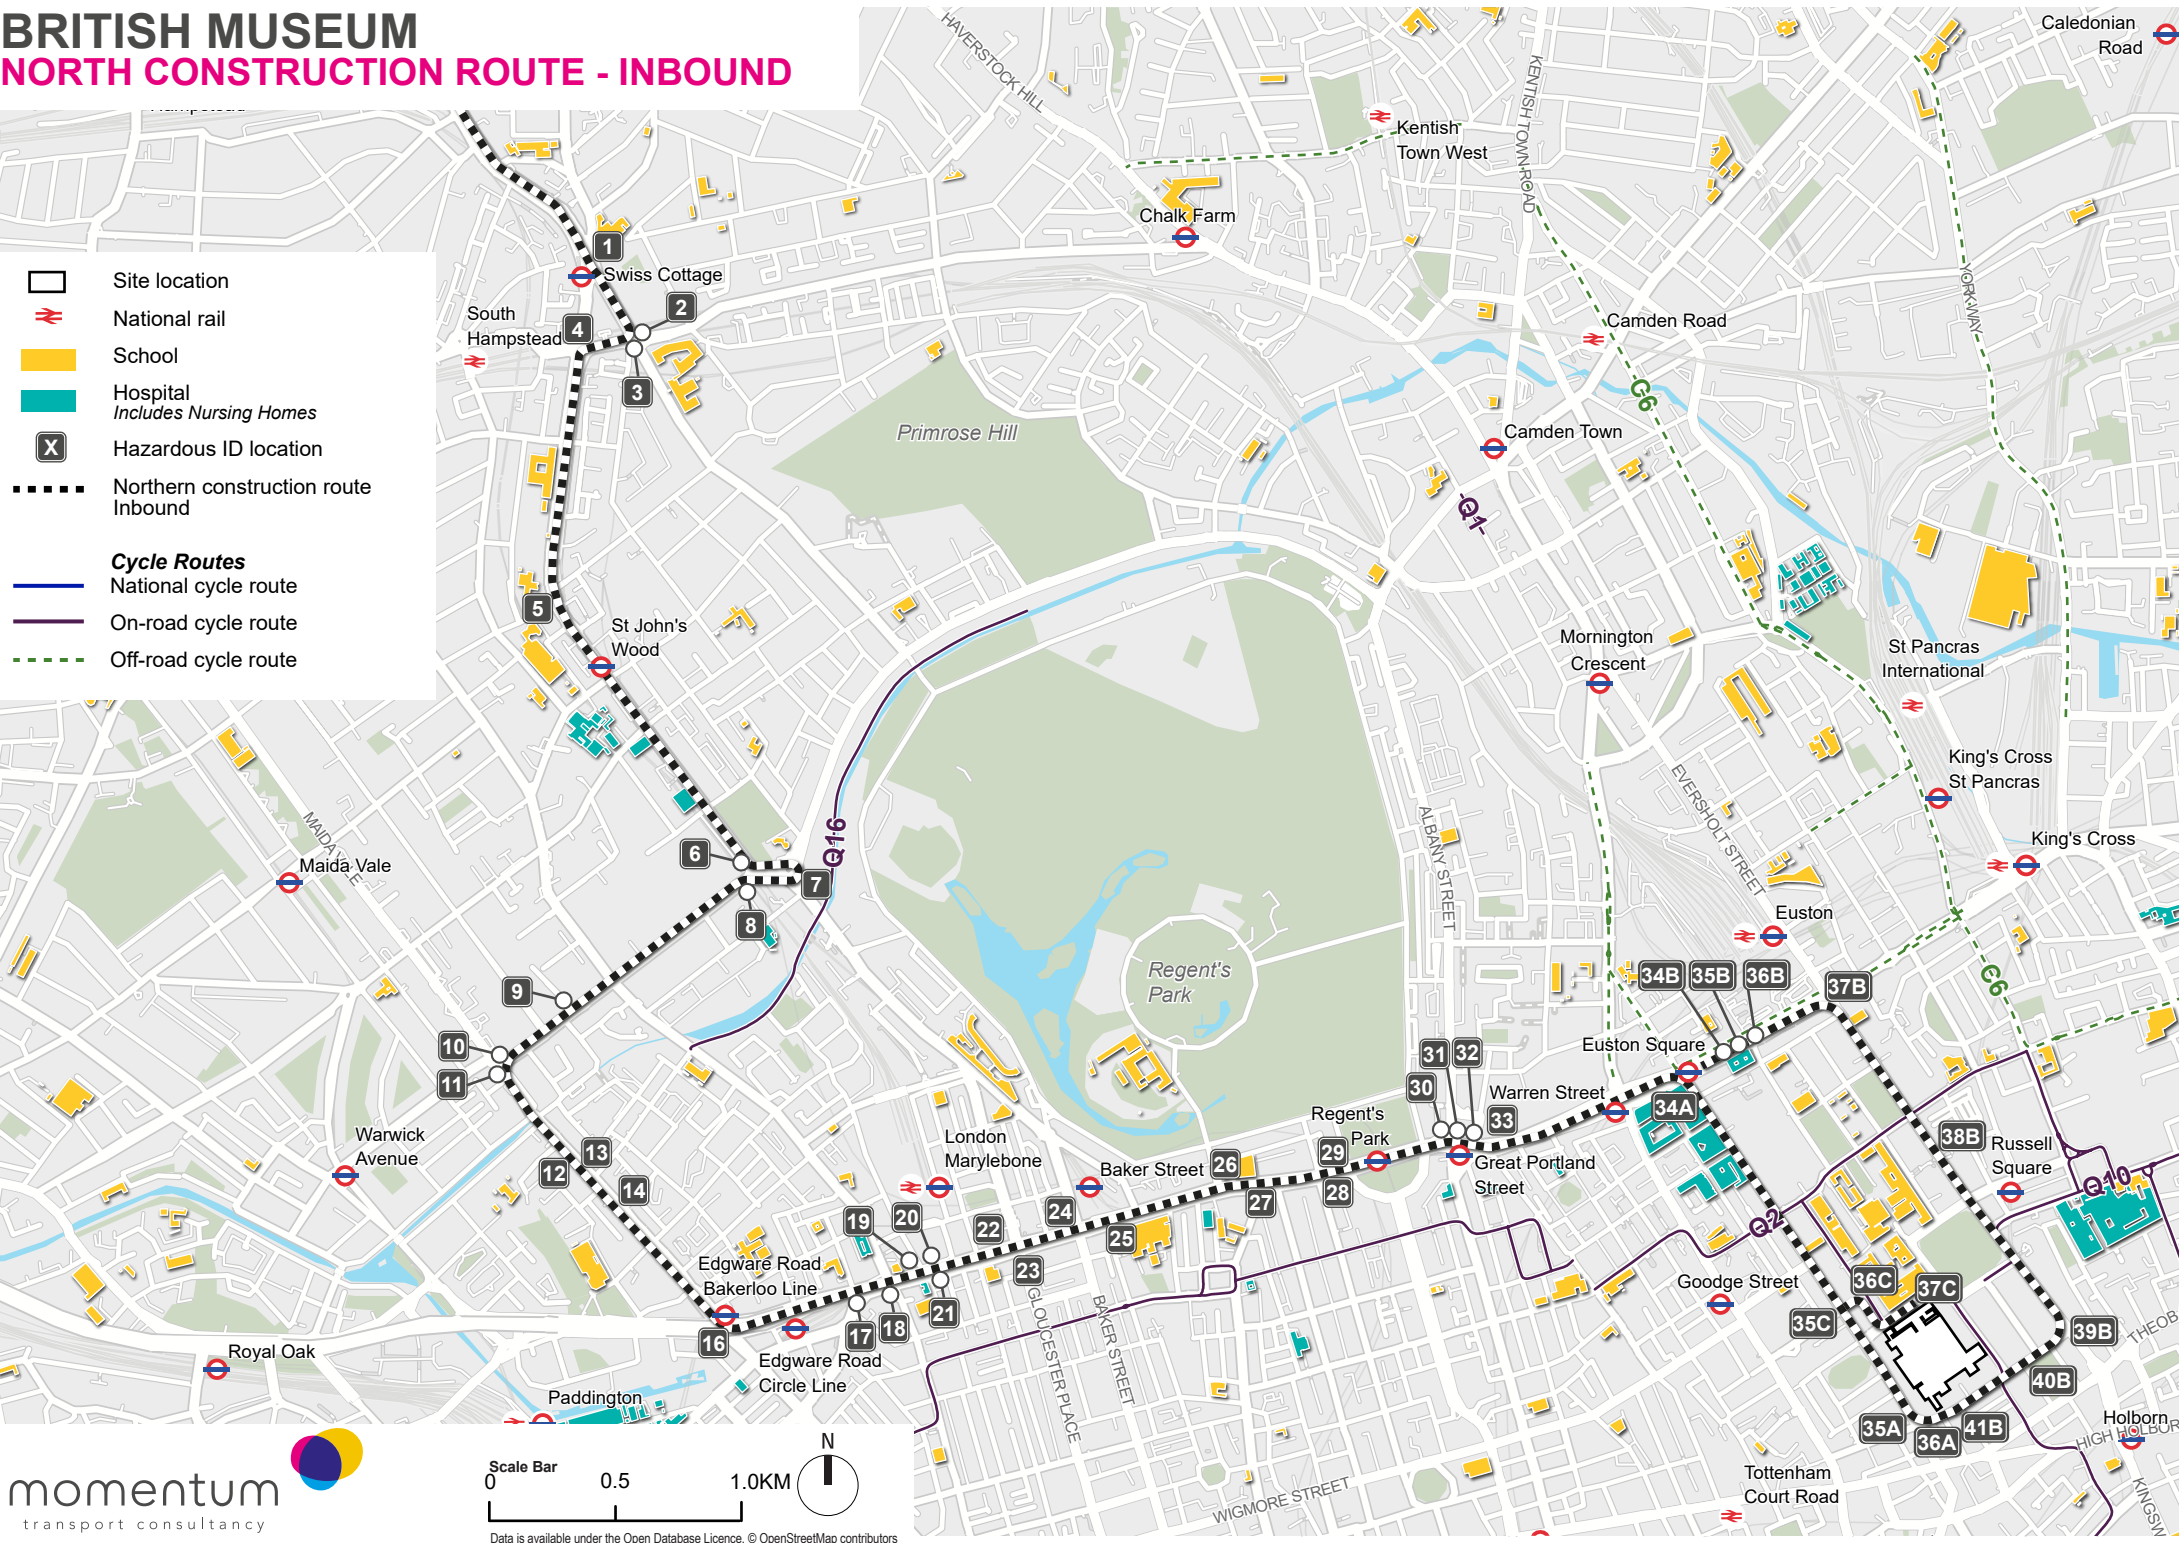 BRITISH MUSEUM
NORTH CONSTRUCTION ROUTE - INBOUND
Site location
National rail
School
Hospital
Includes Nursing Homes
X
Hazardous ID location
Northern construction route
Inbound
Cycle Routes
National cycle route
On-road cycle route
Off-road cycle route
HAVERSTOCK HILL
KENTISH TOWN ROAD
Caledonian
Road
Kentish
Town West
Chalk Farm
1
Swiss Cottage
2
South
Hampstead
4
3
YORK WAY
Camden Road
C6
Primrose Hill
Camden Town
Q1
5
St John's
Wood
Mornington
Crescent
St Pancras
International
King's Cross
St Pancras
EVERSHOLT STREET
ALBANY STREET
MAIDA VALE
Maida Vale
Q16
King's Cross
6
7
8
Euston
Regent's
Park
9
34B
35B
36B
37B
C6
10
11
Euston Square
31
32
30
33
Warren Street
34A
Regent's
Park
Warwick
Avenue
13
12
14
London
Marylebone
Baker Street
26
29
27
28
Great Portland
Street
38B
Russell
Square
Q10
Q2
19
20
22
24
25
23
Edgware Road
Bakerloo Line
Goodge Street
36C
37C
35C
16
17
18
21
GLOUCESTER PLACE
BAKER STREET
39B
THEOB
Royal Oak
Edgware Road
Circle Line
40B
Paddington
35A
36A
41B
Holborn
HIGH HOLBOR
KINGSW
Tottenham
Court Road
WIGMORE STREET
momentum
transport consultancy
Scale Bar
0
0.5
1.0KM
N
Data is available under the Open Database Licence. © OpenStreetMap contributors